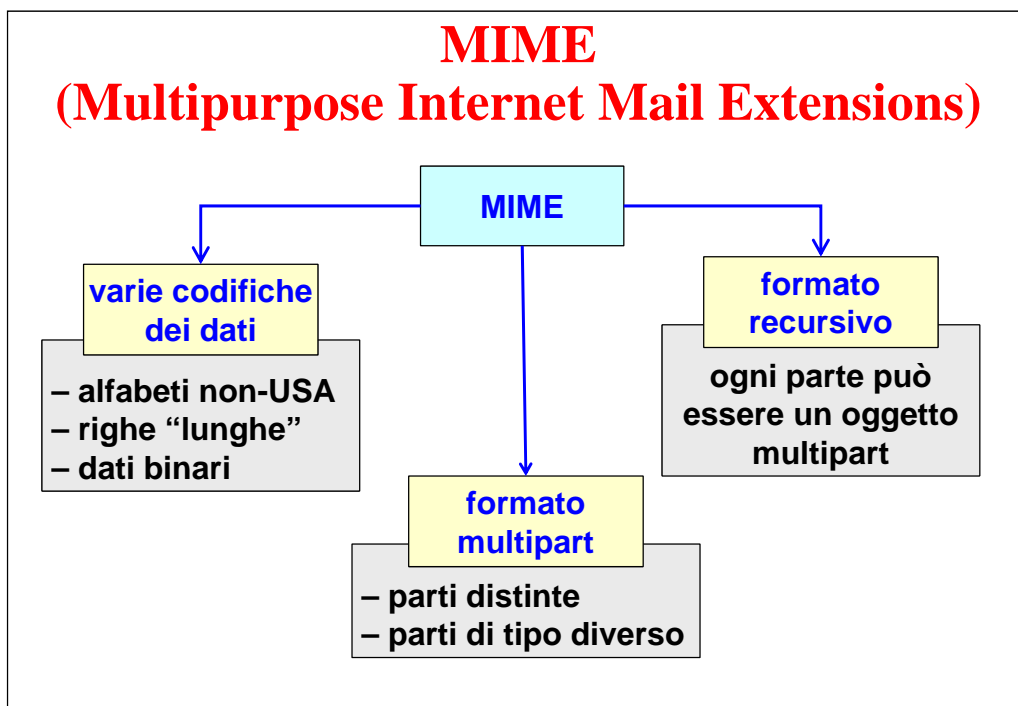 MIME
(Multipurpose Internet Mail Extensions)
MIME
varie codifiche
dei dati
– alfabeti non-USA
– righe “lunghe”
– dati binari
formato
multipart
– parti distinte
– parti di tipo diverso
formato
recursivo
ogni parte può
essere un oggetto
multipart